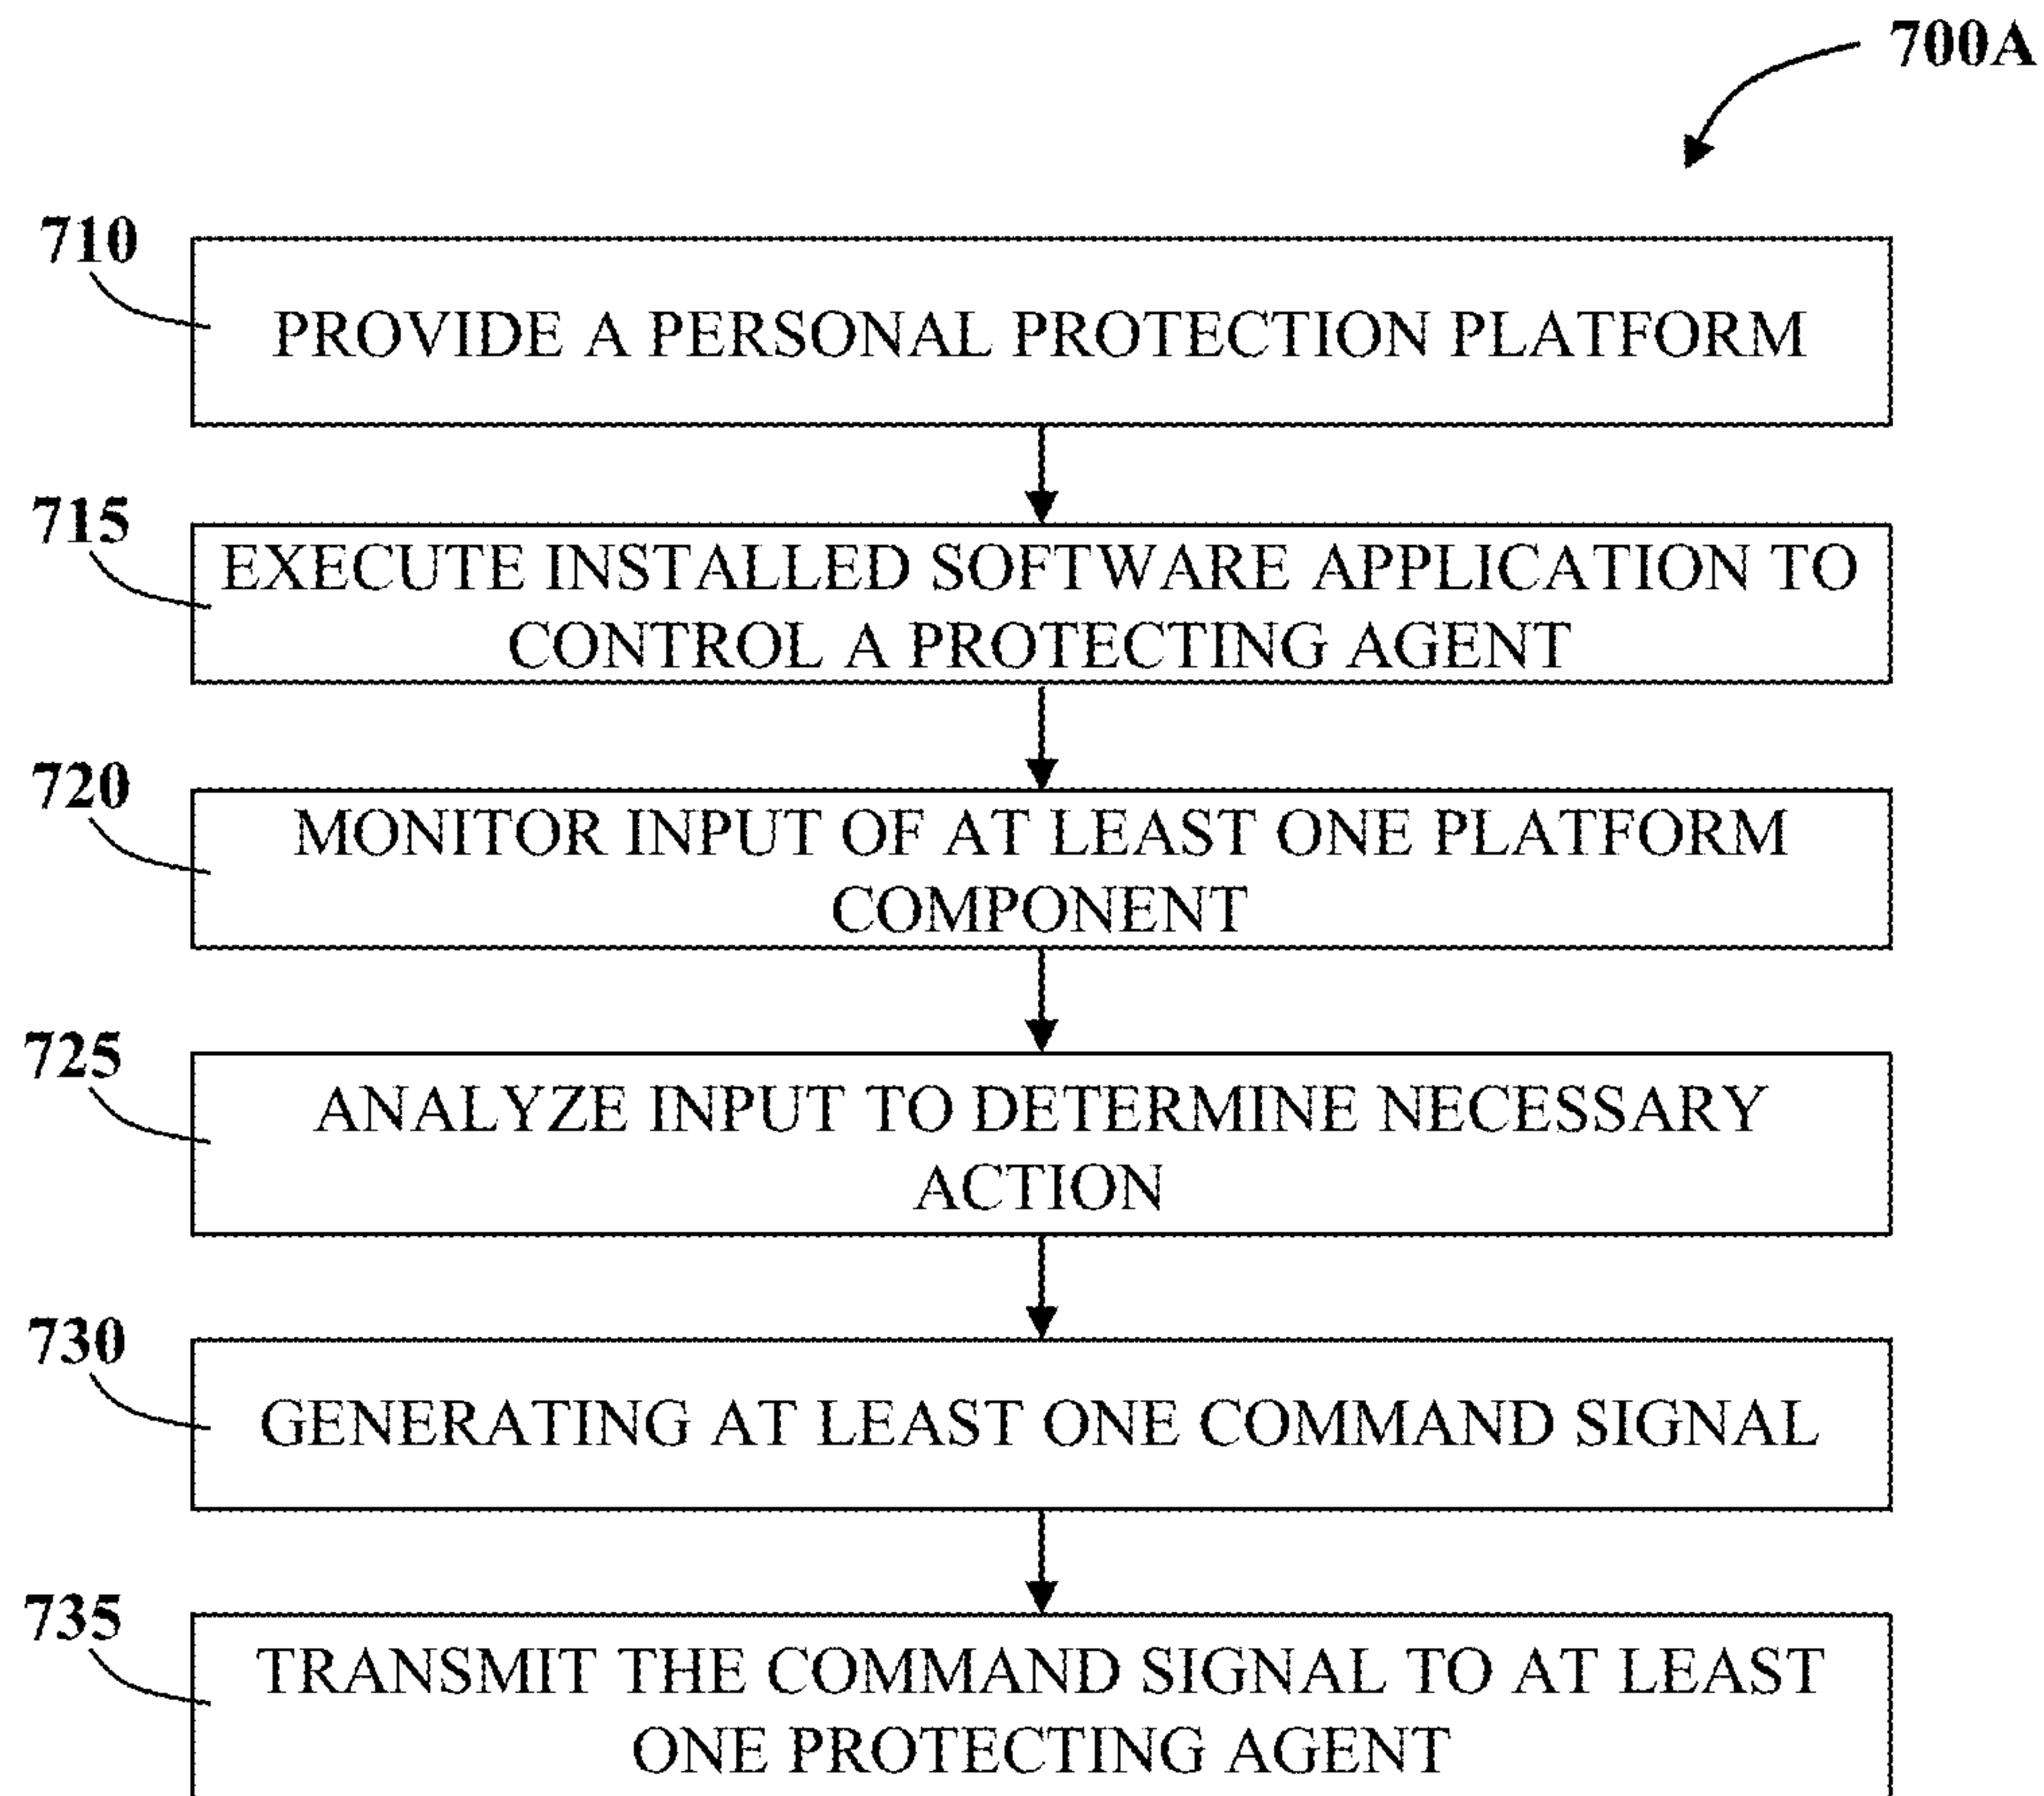 700A
710
PROVIDE A PERSONAL PROTECTION PLATFORM
715
EXECUTE INSTALLED SOFTWARE APPLICATION TO
CONTROL A PROTECTING AGENT
720
MONITOR INPUT OF AT LEAST ONE PLATFORM
COMPONENT
725
ANALYZE INPUT TO DETERMINE NECESSARY
ACTION
730
GENERATING AT LEAST ONE COMMAND SIGNAL
735
TRANSMIT THE COMMAND SIGNAL TO AT LEAST
ONE PROTECTING AGENT